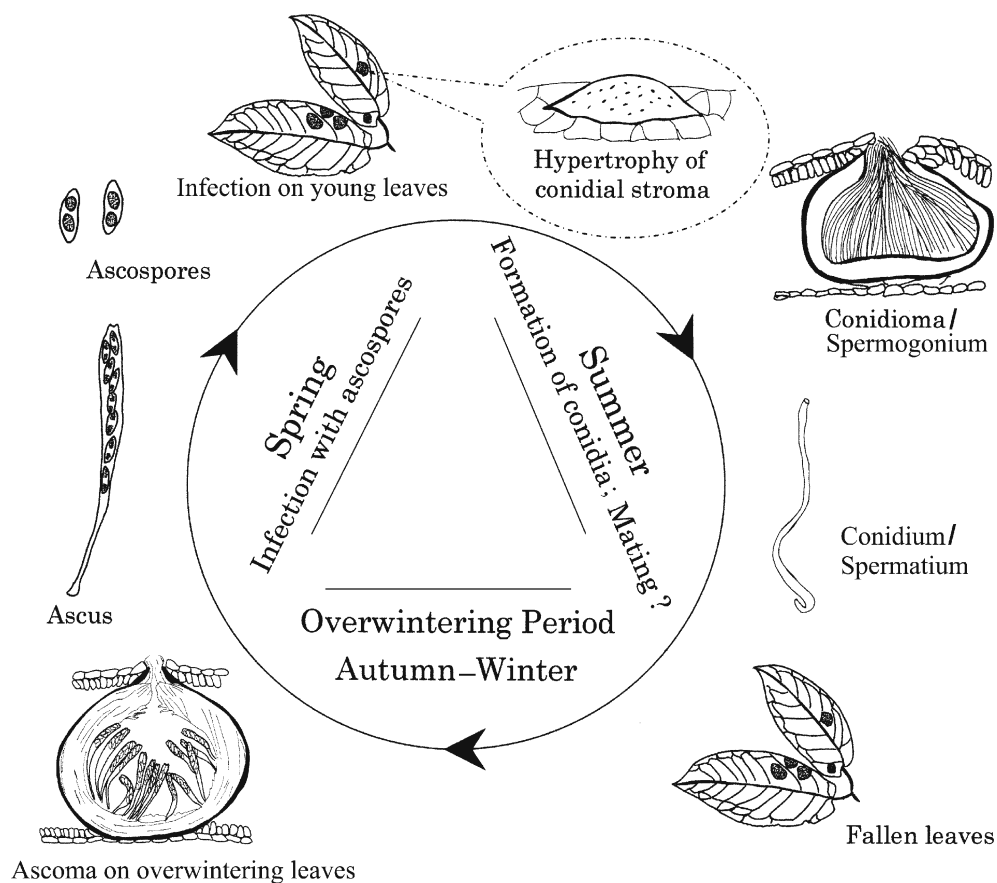 Infection on young leaves
Hypertrophy of
conidial stroma
Conidioma/
Spermogonium
Conidium/
Spermatium
Fallen leaves
Ascoma on overwintering leaves
Ascus
Ascospores
Spring
Infection with ascospores
Summer
Formation of conidia; Mating?
Overwintering Period
Autumn–Winter